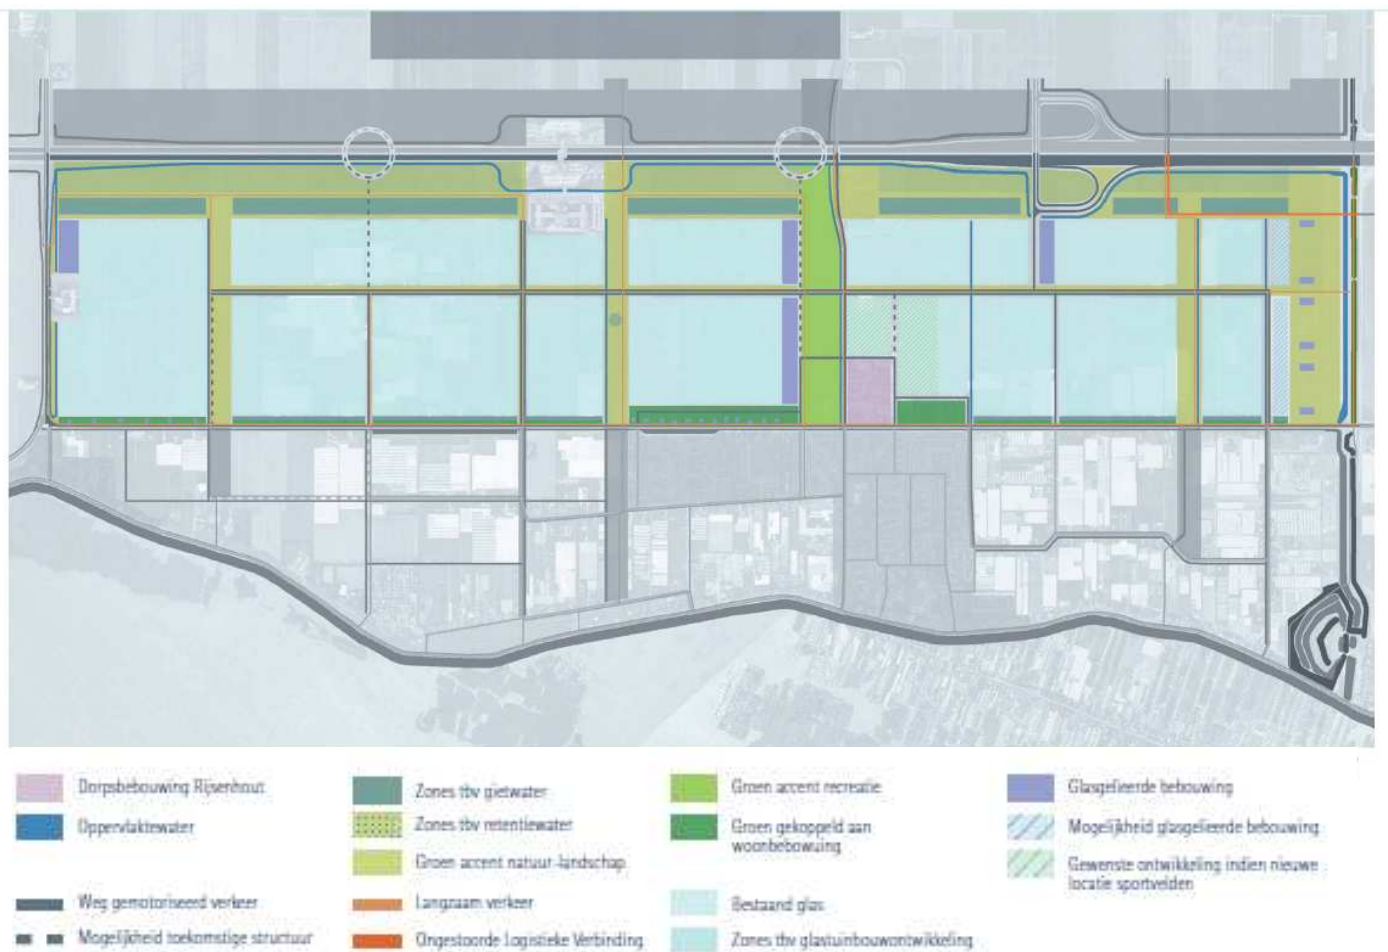 Dorpsbebouwing Rijsenhout
Oppervlaktewater
Weg gemotoriseerd verkeer
Mogelijkheid toekomstige structuur
Zones tbv gietwater
Zones tbv retentiewater
Groen accent natuur-landschap
Langzaam verkeer
Ongestoorde Logistieke Verbinding
Groen accent recreatie
Groen gekoppeld aan
woonbebowuing
Bestaand glas
Zones tbv glastuinbouwontwikkeling
Glasgelieerde bebouwing
Mogelijkheid glasgelieerde bebouwing
Gewenste ontwikkeling indien nieuwe
locatie sportvelden